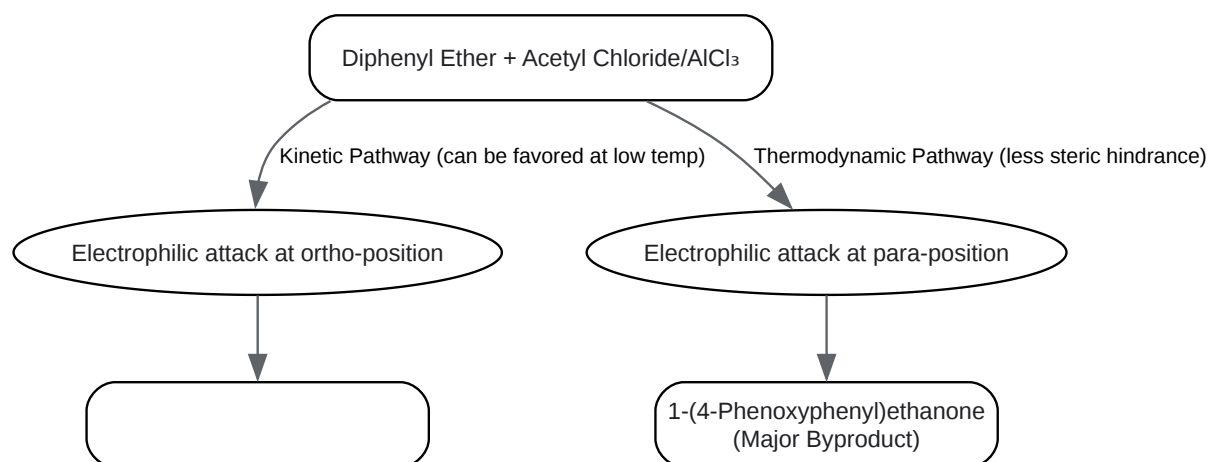 Diphenyl Ether + Acetyl Chloride/AlCl₃
Kinetic Pathway (can be favored at low temp)
Thermodynamic Pathway (less steric hindrance)
Electrophilic attack at ortho-position
Electrophilic attack at para-position
1-(4-Phenoxyphenyl)ethanone
(Major Byproduct)